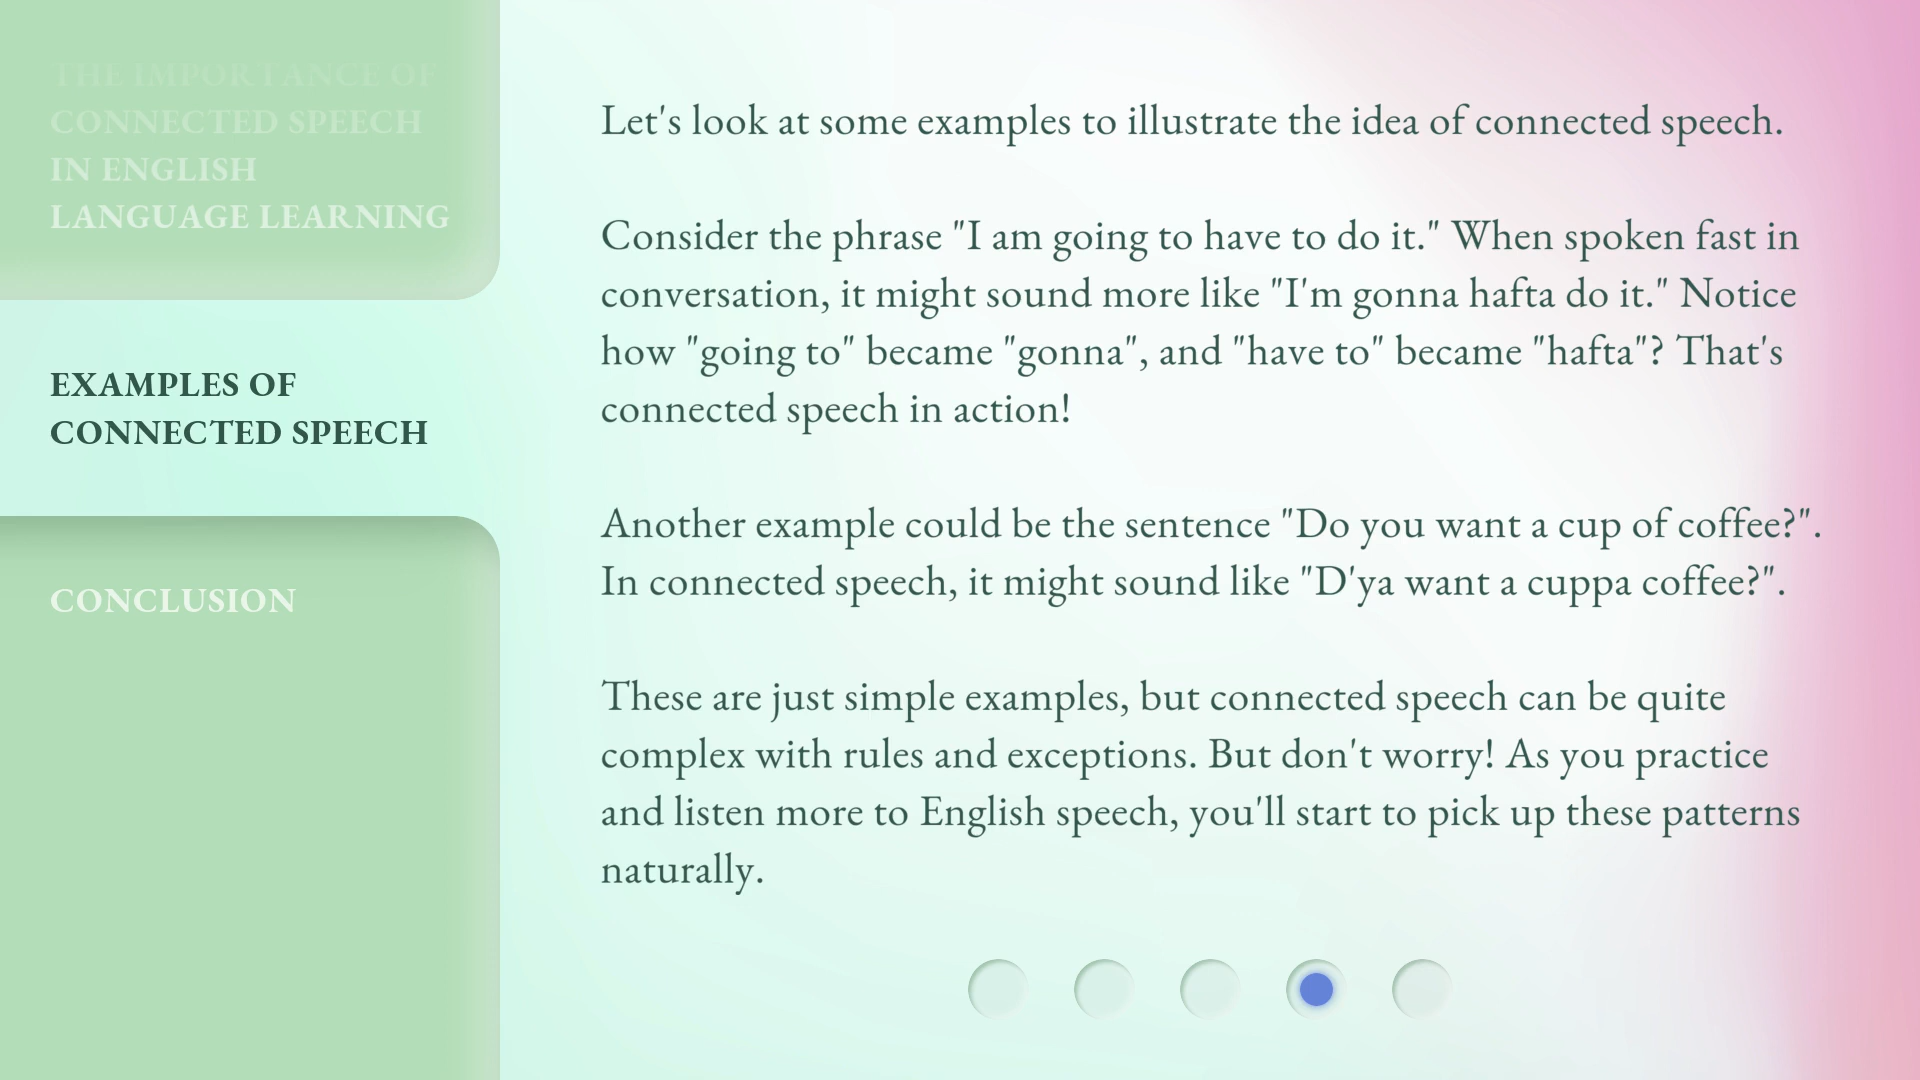 THE IMPORTANCE OF
CONNECTED SPEECH
IN ENGLISH
LANGUAGE LEARNING
EXAMPLES OF
CONNECTED SPEECH
CONCLUSION
Let's look at some examples to illustrate the idea of connected speech.
Consider the phrase "I am going to have to do it." When spoken fast in
conversation, it might sound more like "I'm gonna hafta do it." Notice
how "going to" became "gonna", and "have to" became "hafta"? That's
connected speech in action!
Another example could be the sentence "Do you want a cup of coffee?".
In connected speech, it might sound like "D'ya want a cuppa coffee?".
These are just simple examples, but connected speech can be quite
complex with rules and exceptions. But don't worry! As you practice
and listen more to English speech, you'll start to pick up these patterns
naturally.